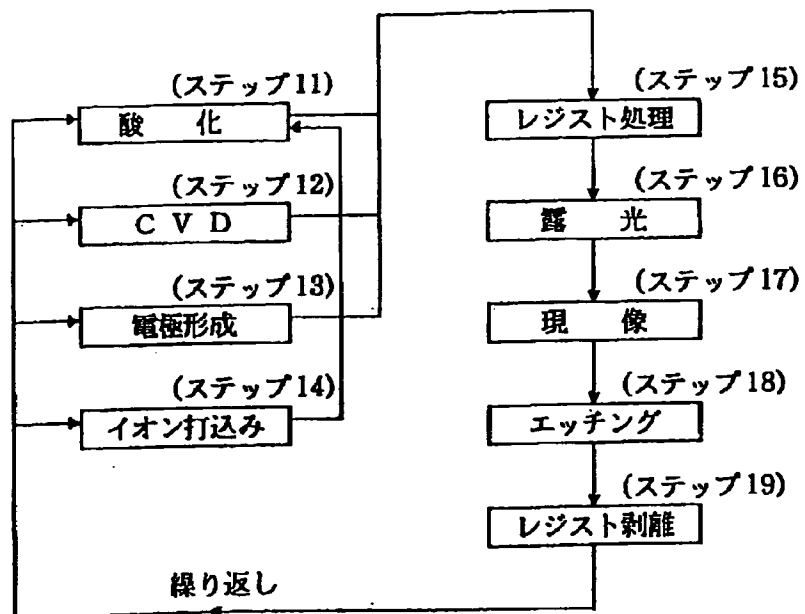 (ステップ11)
酸 化
(ステップ12)
C V D
(ステップ13)
電極形成
(ステップ14)
イオン打込み
(ステップ15)
レジスト処理
(ステップ16)
露 光
(ステップ17)
現 像
(ステップ18)
エッチング
(ステップ19)
レジスト剥離
繰り返し